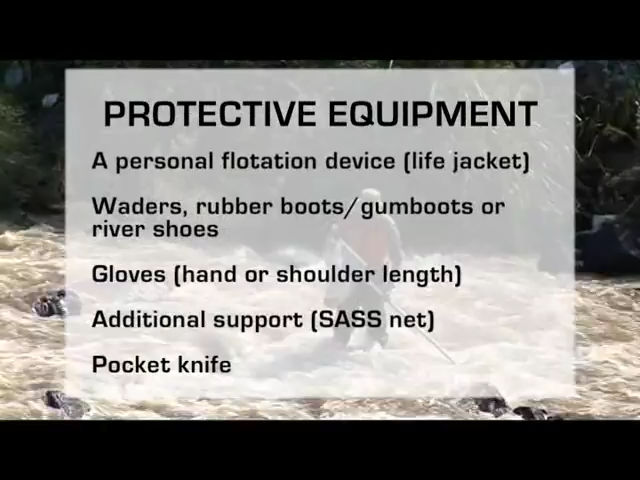 PROTECTIVE EQUIPMENT
A personal flotation device (life jacket)
Waders, rubber boots/gumboots or
river shoes
Gloves (hand or shoulder length)
Additional support (SASS net)
Pocket knife